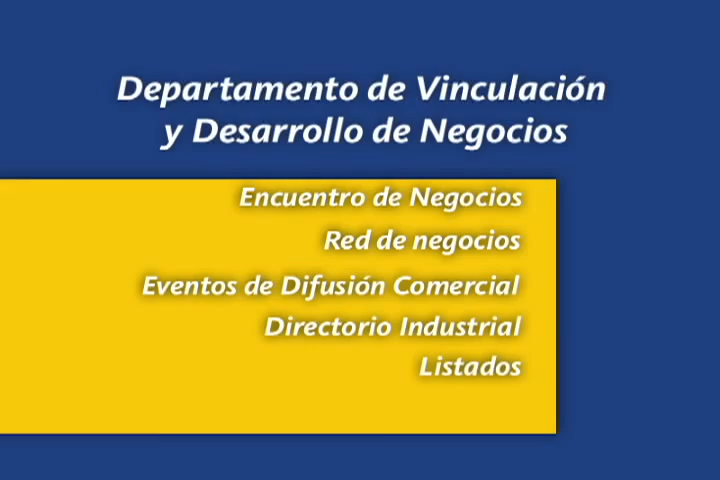 Departamento de Vinculación
y Desarrollo de Negocios
Encuentro de Negocios
Red de negocios
Eventos de Difusión Comercial
Directorio Industrial
Listados